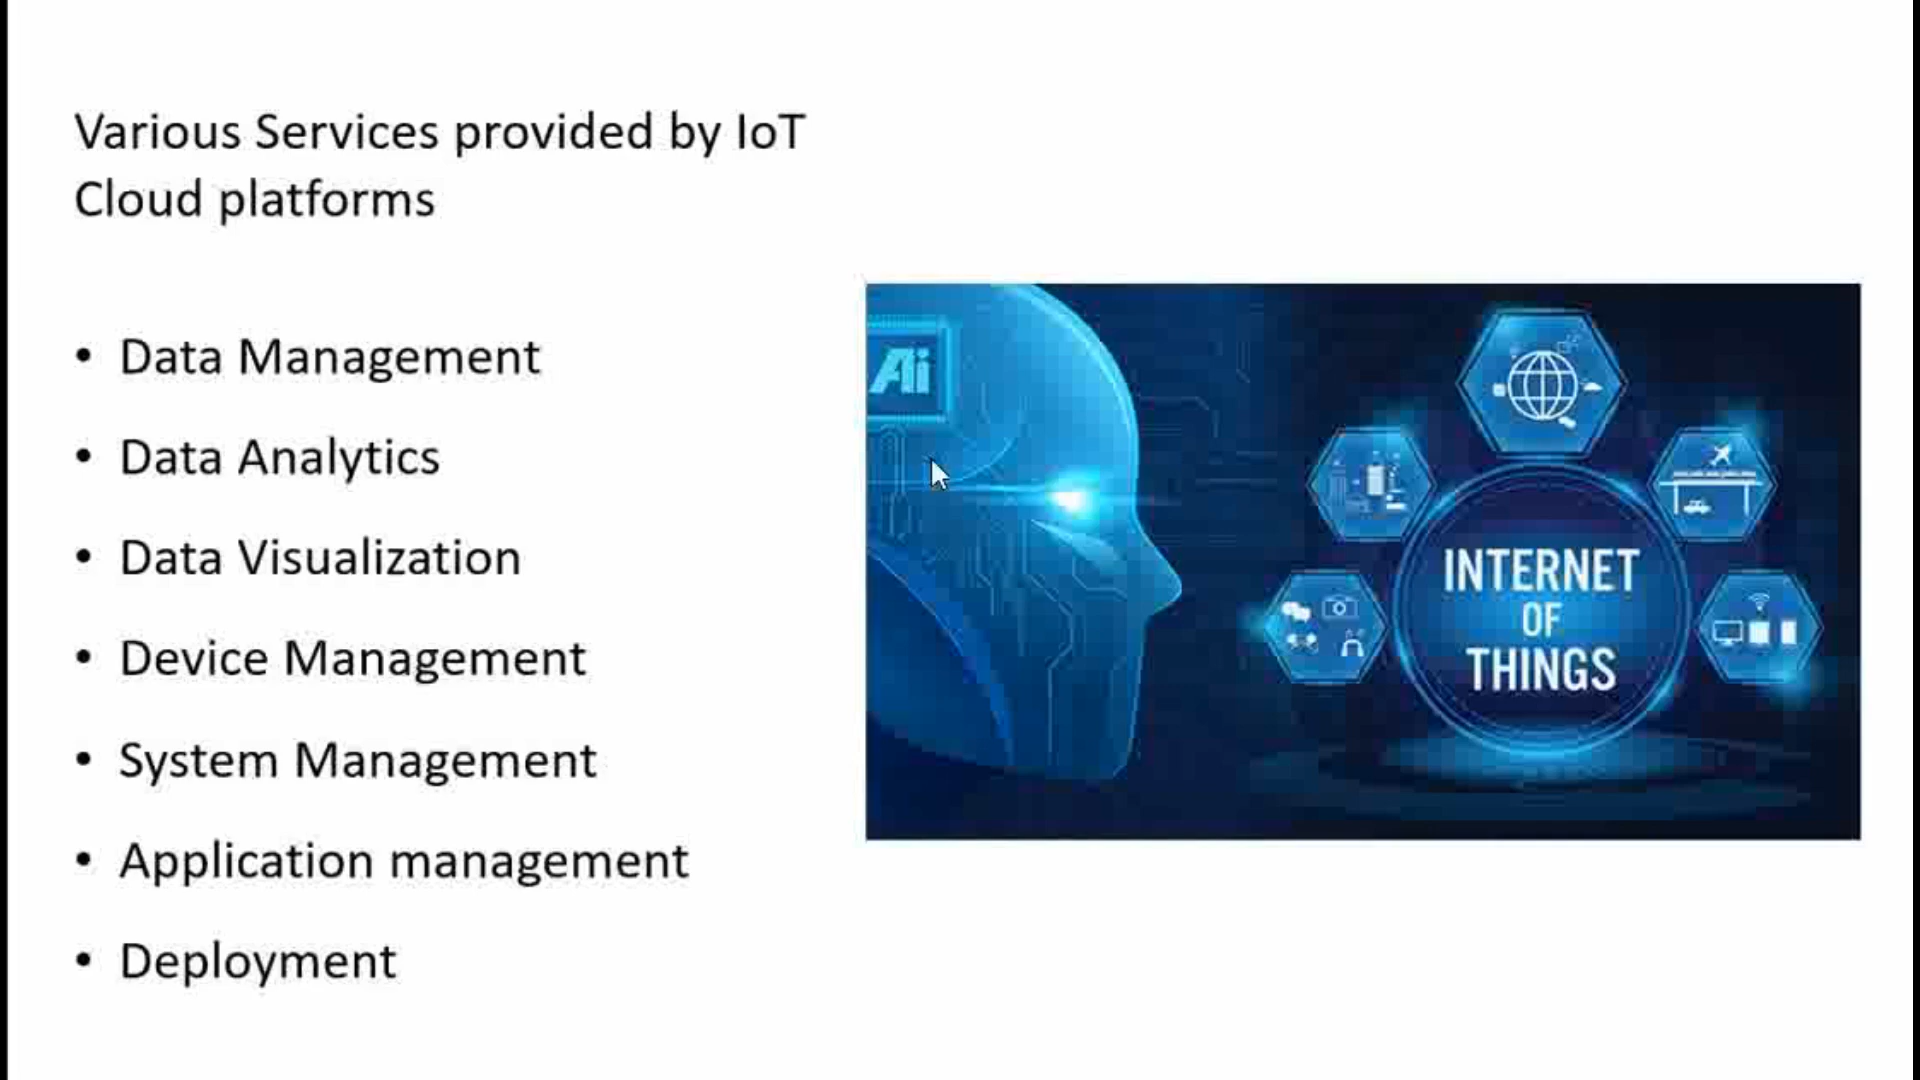 Various Services provided by IoT
Cloud platforms
• Data Management
• Data Analytics
• Data Visualization
• Device Management
• System Management
• Application management
• Deployment
Ai
INTERNET
OF
THINGS